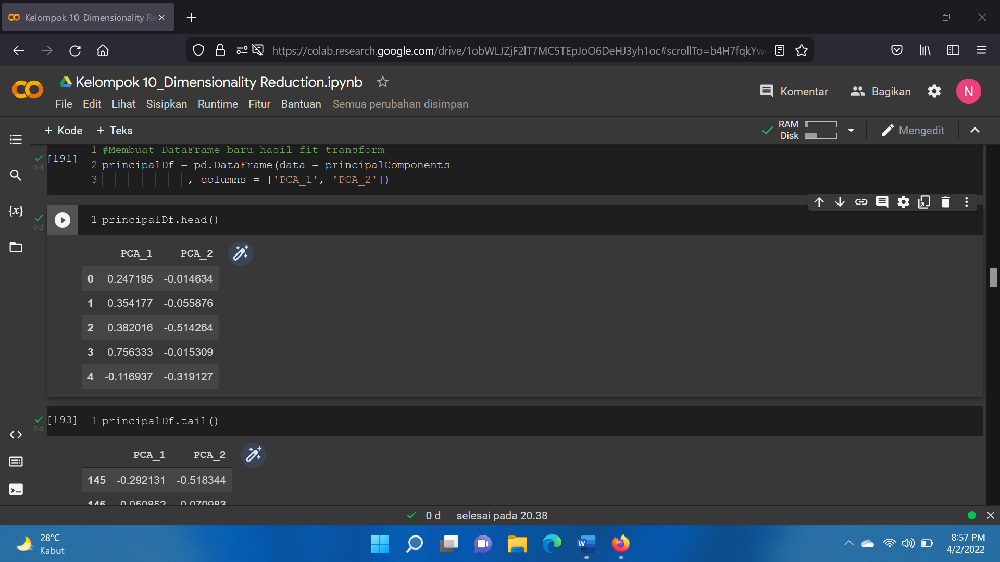 Kelompok 10_Dimensionality Re
https://colab.research.google.com/drive/1obWLJZjF2lT7MC5TEpJoO6DeHJ3yh1oc#scrollTo=b4H7fqkYw
Kelompok 10_Dimensionality Reduction.ipynb
File Edit Lihat Sisipkan Runtime Fitur Bantuan Semua perubahan disimpan
Komentar Bagikan N
+ Kode + Teks
RAM
Disk
Mengedit
[191]
0 d
1 #Membuat DataFrame baru hasil fit transform
2 principalDf = pd.DataFrame(data = principalComponents
3 , columns = ['PCA_1', 'PCA_2'])
0 d
1 principalDf.head()
PCA_1 PCA_2
0 0.247195 -0.014634
1 0.354177 -0.055876
2 0.382016 -0.514264
3 0.756333 -0.015309
4 -0.116937 -0.319127
[193]
0 d
1 principalDf.tail()
PCA_1 PCA_2
145 -0.292131 -0.518344
146 0.050852 0.070983
0 d selesai pada 20.38
28°C
Kabut
8:57 PM
4/2/2022